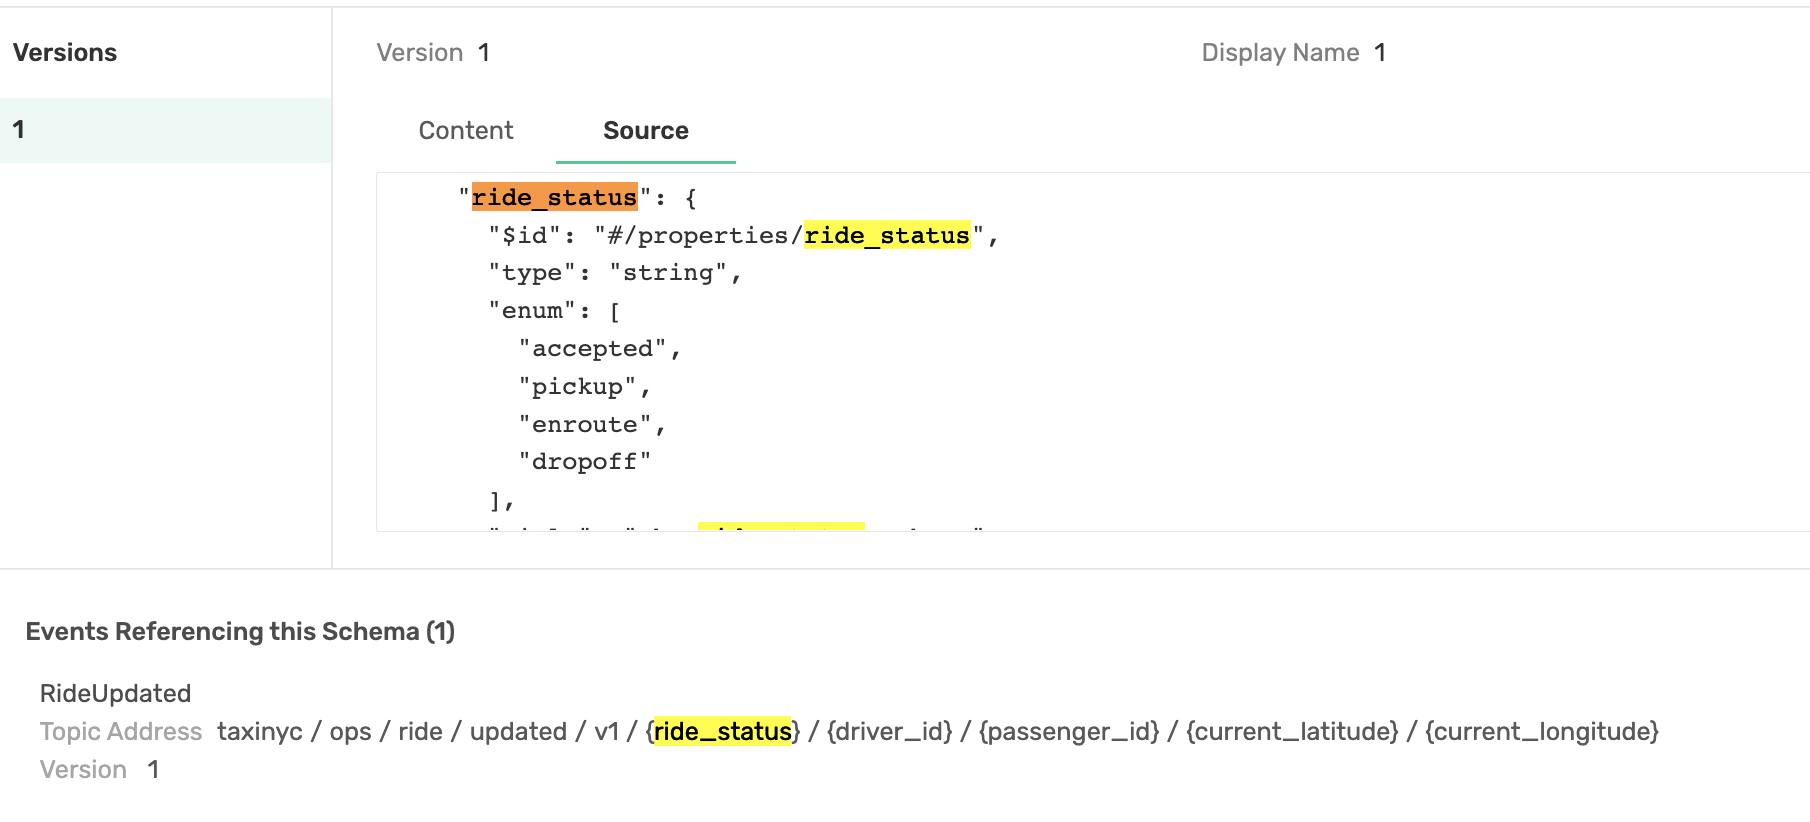 Versions
1
Version 1
Display Name 1
Content
Source
"ride_status": {
"$id": "#/properties/ride_status",
"type": "string",
"enum": [
"accepted",
"pickup",
"enroute",
"dropoff"
],
Events Referencing this Schema (1)
RideUpdated
Topic Address taxinyc / ops / ride / updated / v1 / {ride_status} / {driver_id} / {passenger_id} / {current_latitude} / {current_longitude}
Version 1